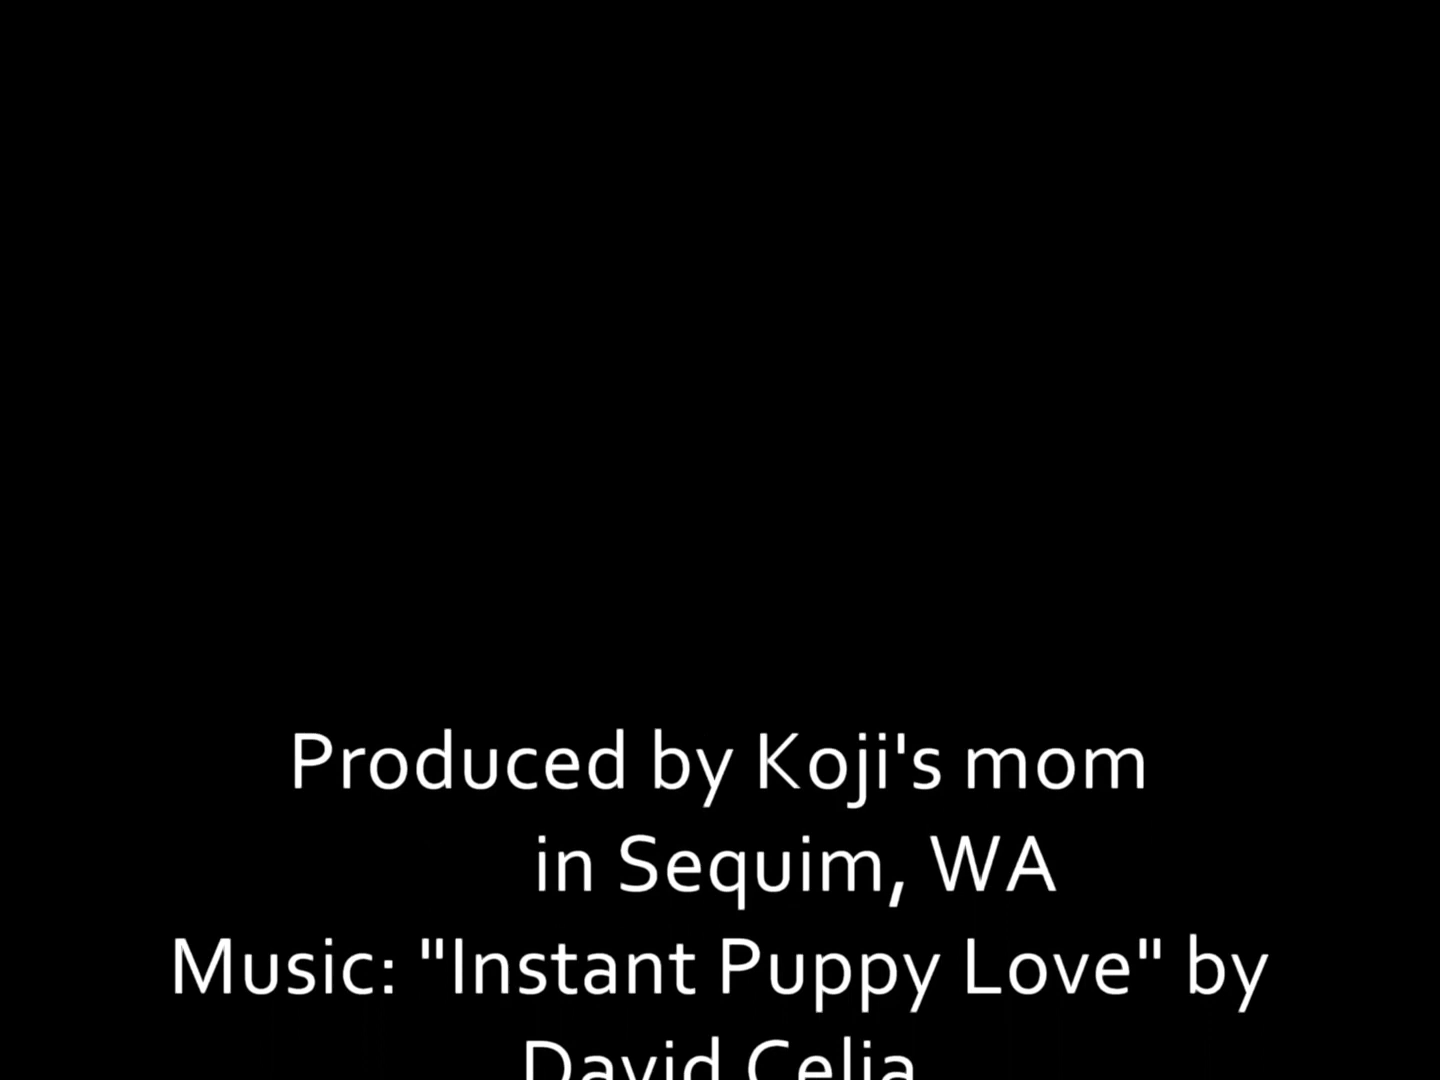 Produced by Koji's mom
in Sequim, WA
Music: "Instant Puppy Love" by
David Celia